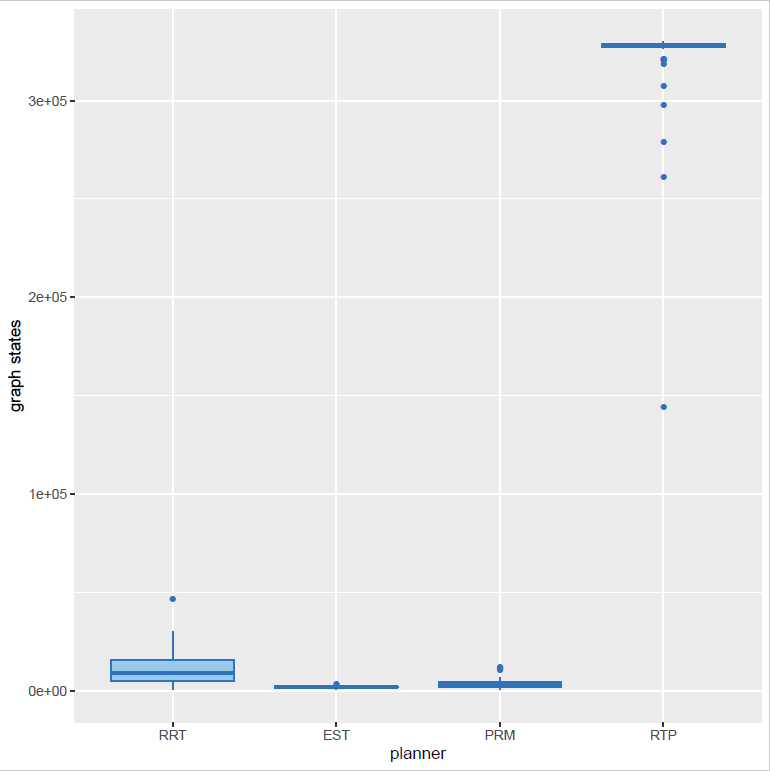 graph states
3e+05
2e+05
1e+05
0e+00
RRT EST PRM RTP
planner